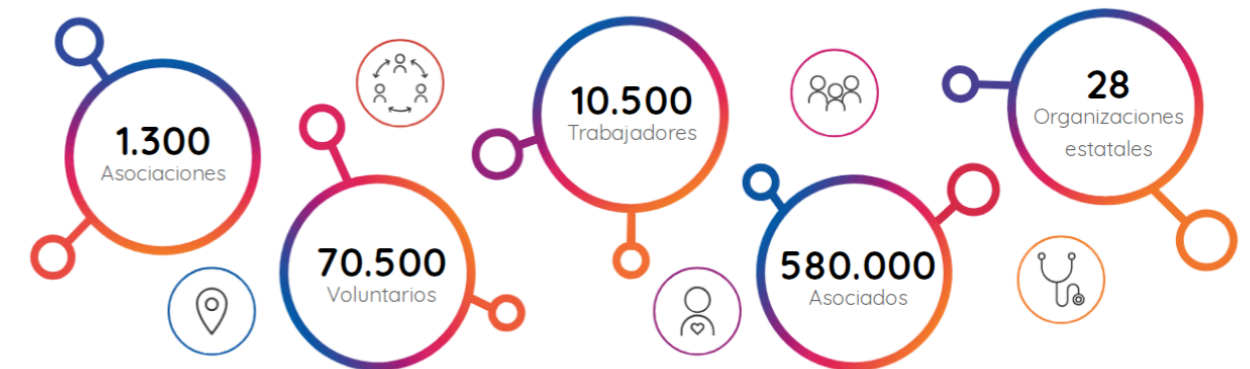 1.300
Asociaciones
70.500
Voluntarios
10.500
Trabajadores
580.000
Asociados
28
Organizaciones
estatales